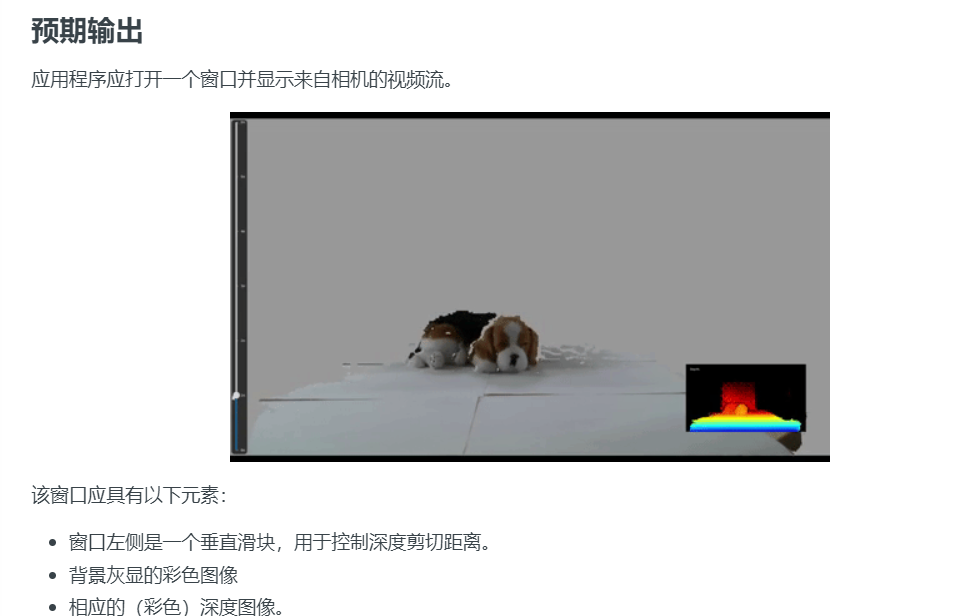 预期输出
应用程序应打开一个窗口并显示来自相机的视频流。
该窗口应具有以下元素：
窗口左侧是一个垂直滑块，用于控制深度剪切距离。
背景灰显的彩色图像
相应的（彩色）深度图像。